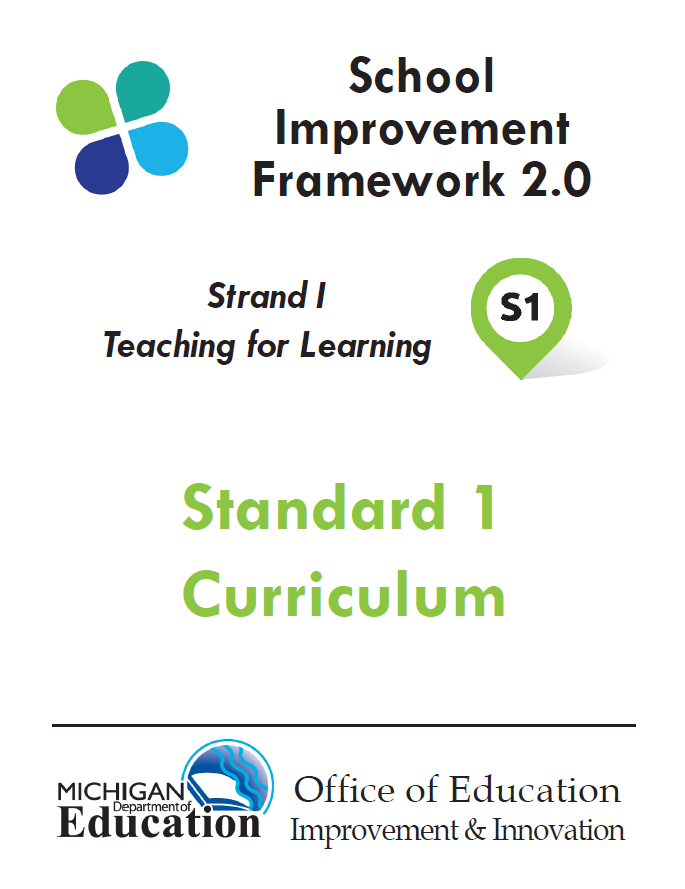 School
Improvement
Framework 2.0
Strand I
Teaching for Learning
S1
Standard 1
Curriculum
MICHIGAN
Department of
Education
Office of Education
Improvement & Innovation